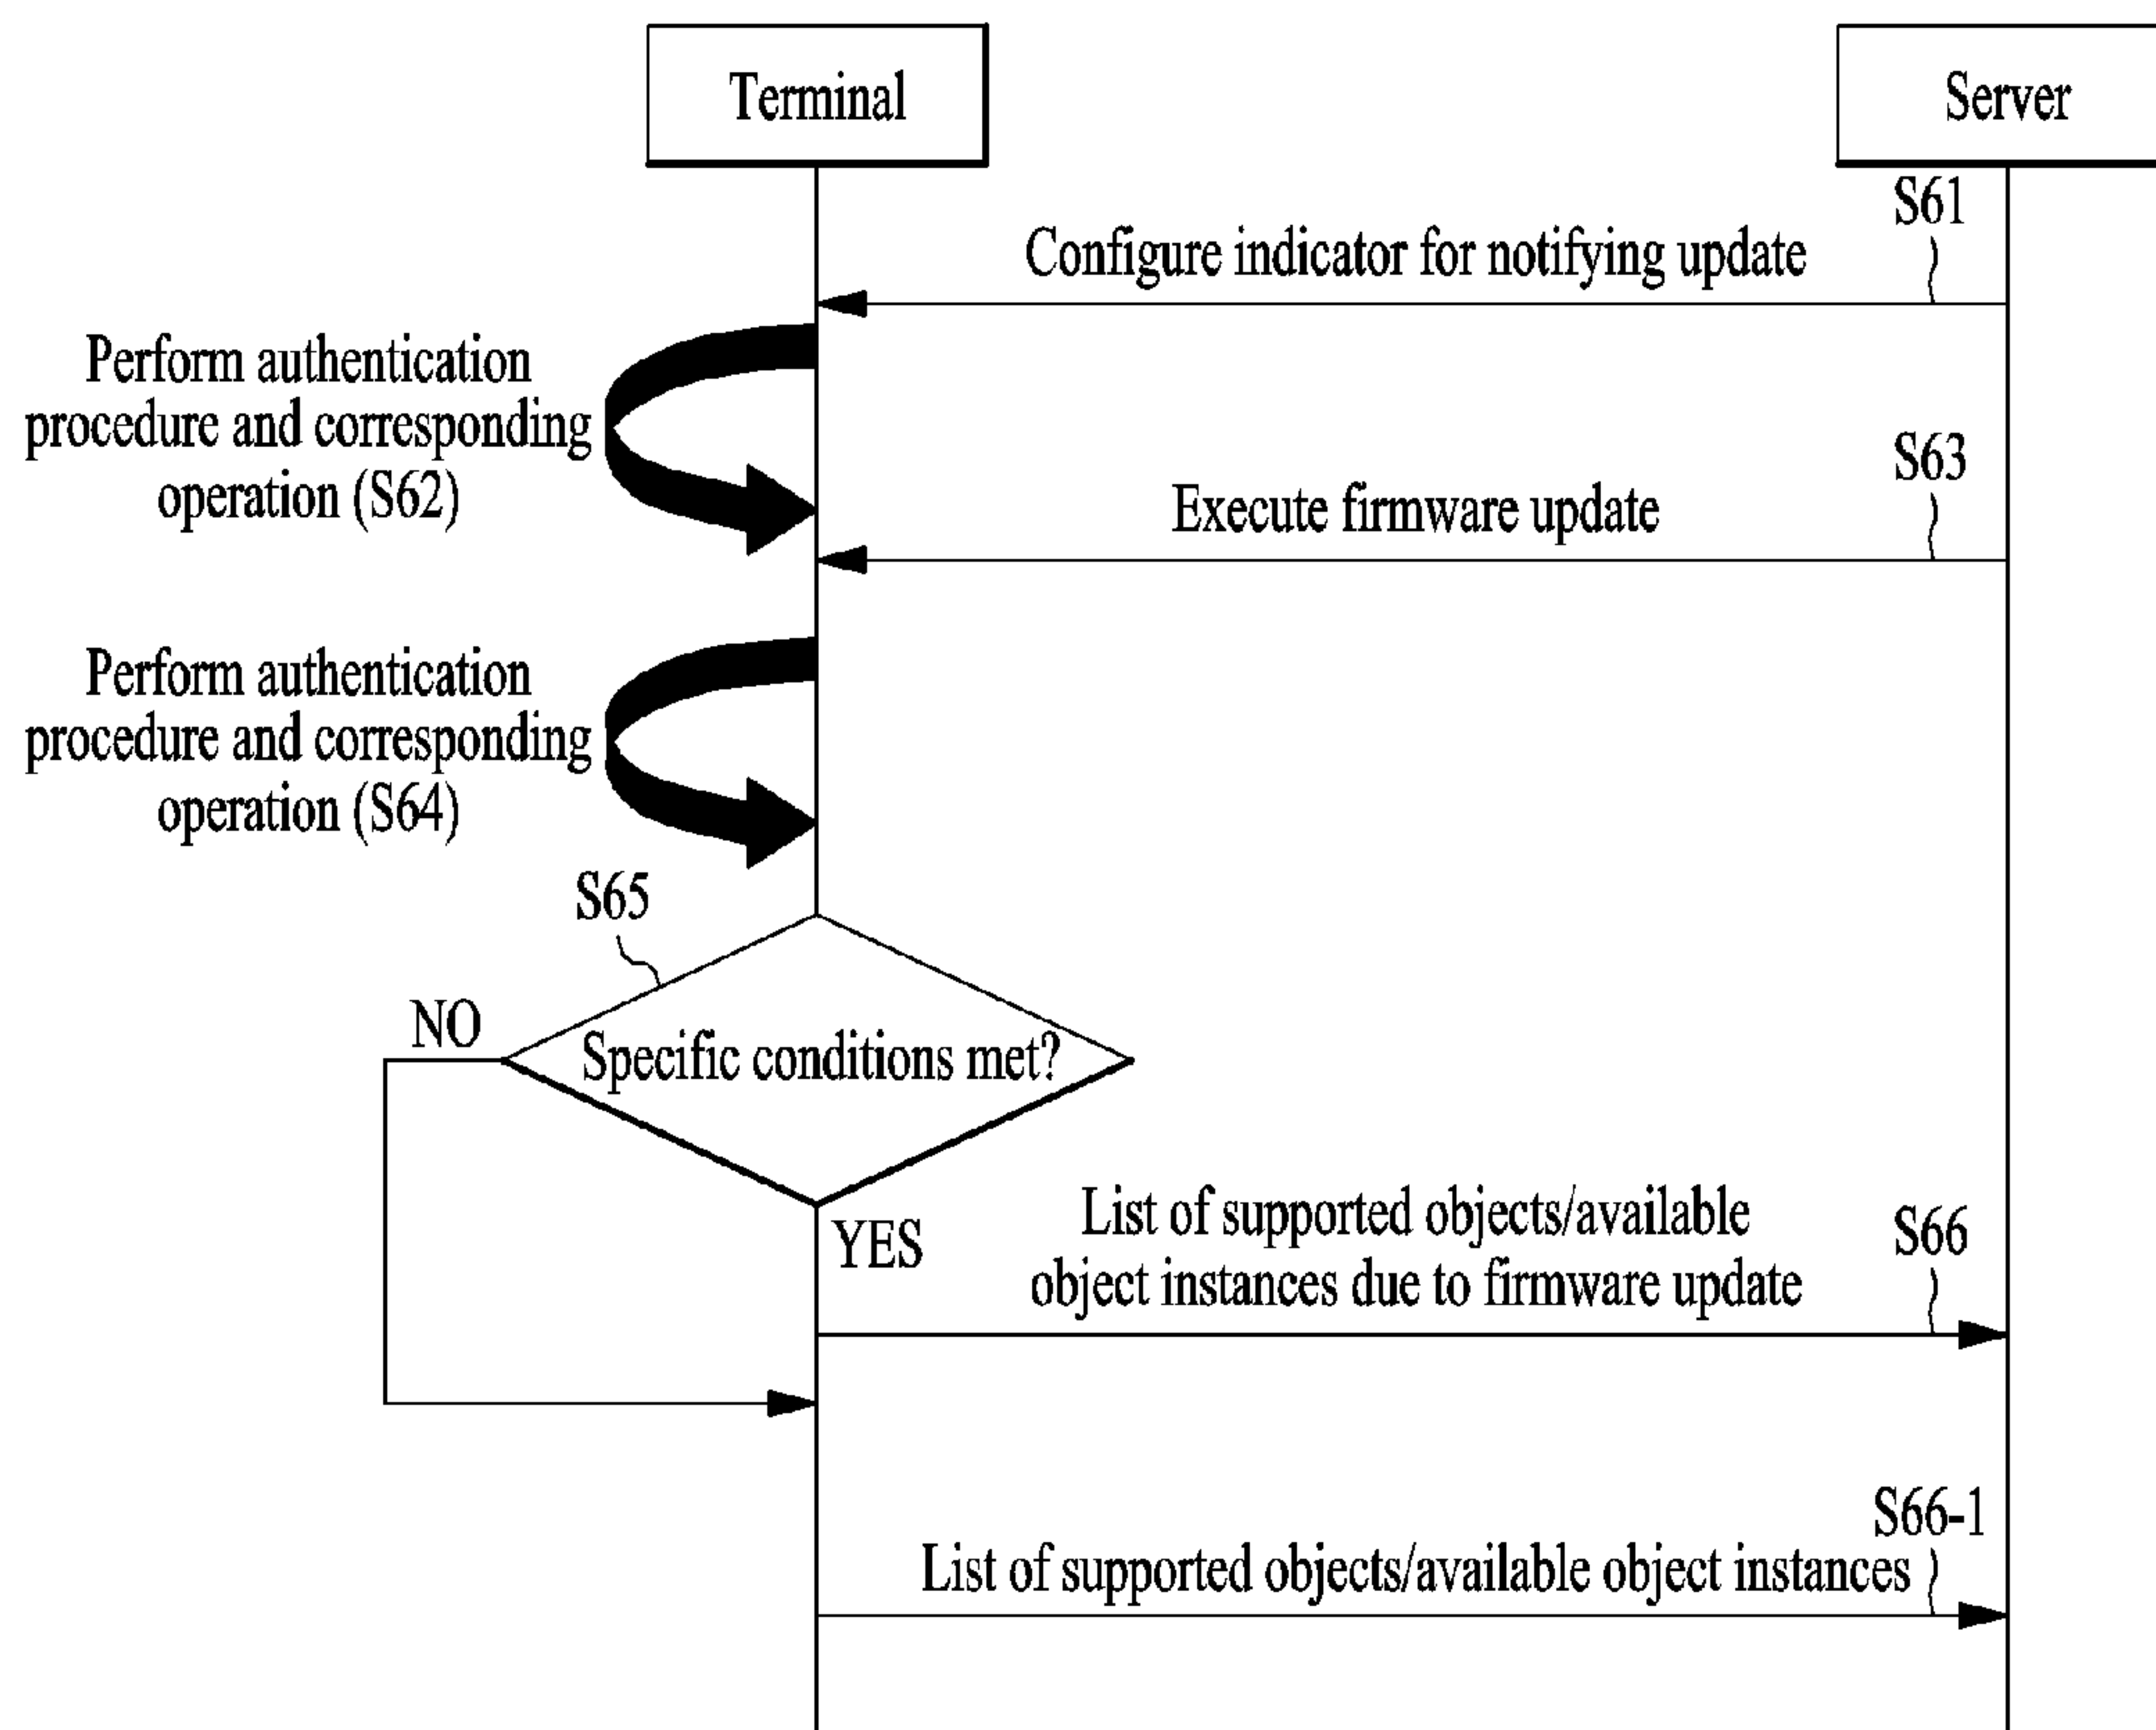 Terminal
Server
S61
Configure indicator for notifying update
Perform authentication
procedure and corresponding
operation (S62)
S63
Execute firmware update
Perform authentication
procedure and corresponding
operation (S64)
S65
NO
Specific conditions met?
YES
List of supported objects/available
object instances due to firmware update
S66
S66-1
List of supported objects/available object instances